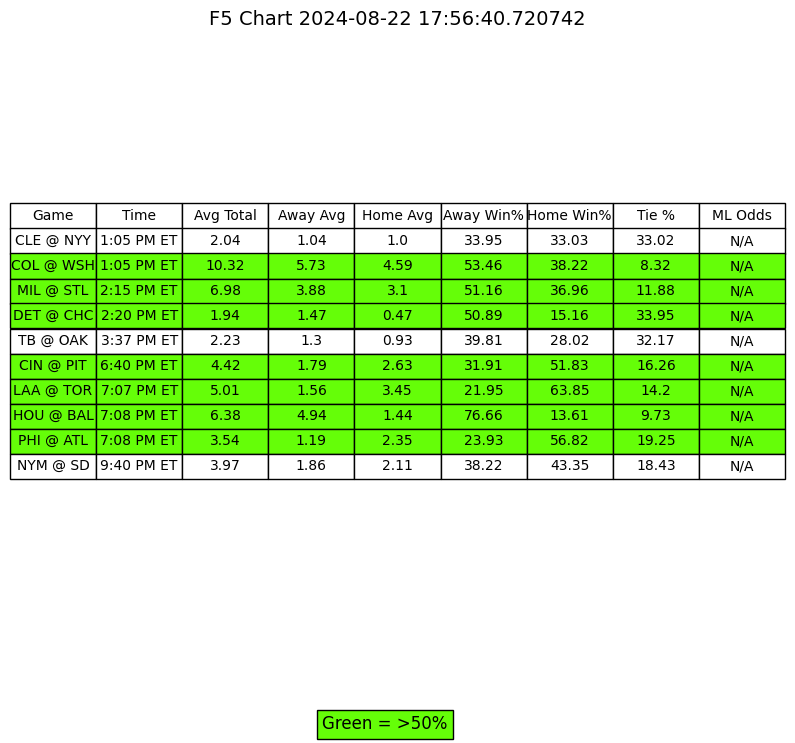 F5 Chart 2024-08-22 17:56:40.720742
Game Time Avg Total Away Avg Home Avg Away Win% Home Win% Tie % ML Odds
CLE @ NYY 1:05 PM ET 2.04 1.04 1.0 33.95 33.03 33.02 N/A
COL @ WSH 1:05 PM ET 10.32 5.73 4.59 53.46 38.22 8.32 N/A
MIL @ STL 2:15 PM ET 6.98 3.88 3.1 51.16 36.96 11.88 N/A
DET @ CHC 2:20 PM ET 1.94 1.47 0.47 50.89 15.16 33.95 N/A
TB @ OAK 3:37 PM ET 2.23 1.3 0.93 39.81 28.02 32.17 N/A
CIN @ PIT 6:40 PM ET 4.42 1.79 2.63 31.91 51.83 16.26 N/A
LAA @ TOR 7:07 PM ET 5.01 1.56 3.45 21.95 63.85 14.2 N/A
HOU @ BAL 7:08 PM ET 6.38 4.94 1.44 76.66 13.61 9.73 N/A
PHI @ ATL 7:08 PM ET 3.54 1.19 2.35 23.93 56.82 19.25 N/A
NYM @ SD 9:40 PM ET 3.97 1.86 2.11 38.22 43.35 18.43 N/A
Green = >50%